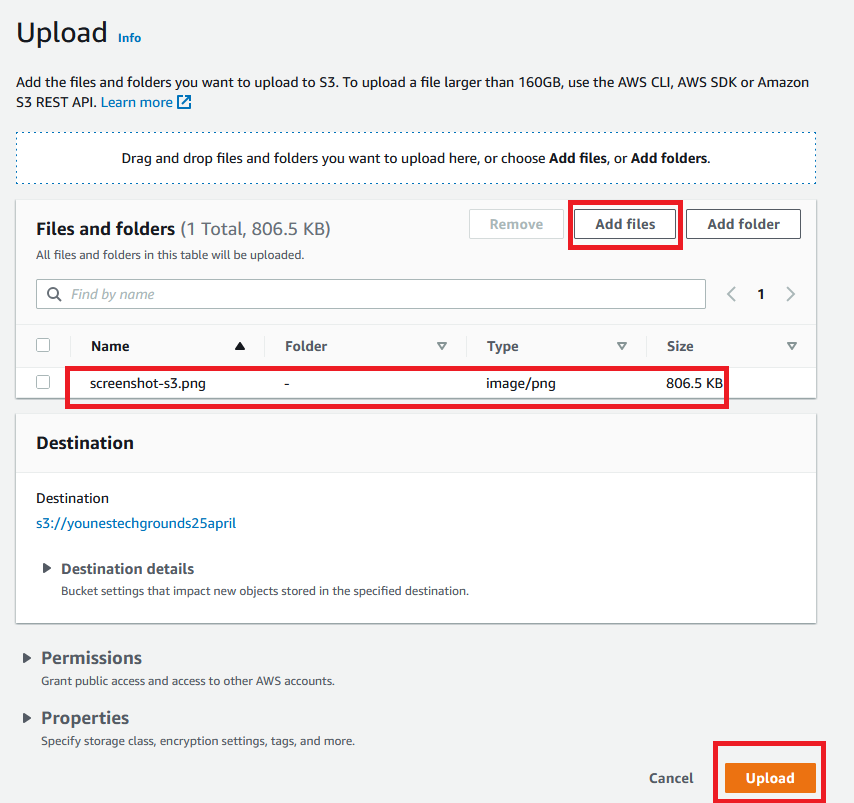 Upload Info
Add the files and folders you want to upload to S3. To upload a file larger than 160GB, use the AWS CLI, AWS SDK or Amazon
S3 REST API. Learn more
Drag and drop files and folders you want to upload here, or choose Add files, or Add folders.
Files and folders (1 Total, 806.5 KB)
Remove
Add files
Add folder
All files and folders in this table will be uploaded.
Find by name
1
Name Folder Type Size
screenshot-s3.png - image/png 806.5 KB
Destination
Destination
s3://younestechgrounds25april
Destination details
Bucket settings that impact new objects stored in the specified destination.
Permissions
Grant public access and access to other AWS accounts.
Properties
Specify storage class, encryption settings, tags, and more.
Cancel
Upload